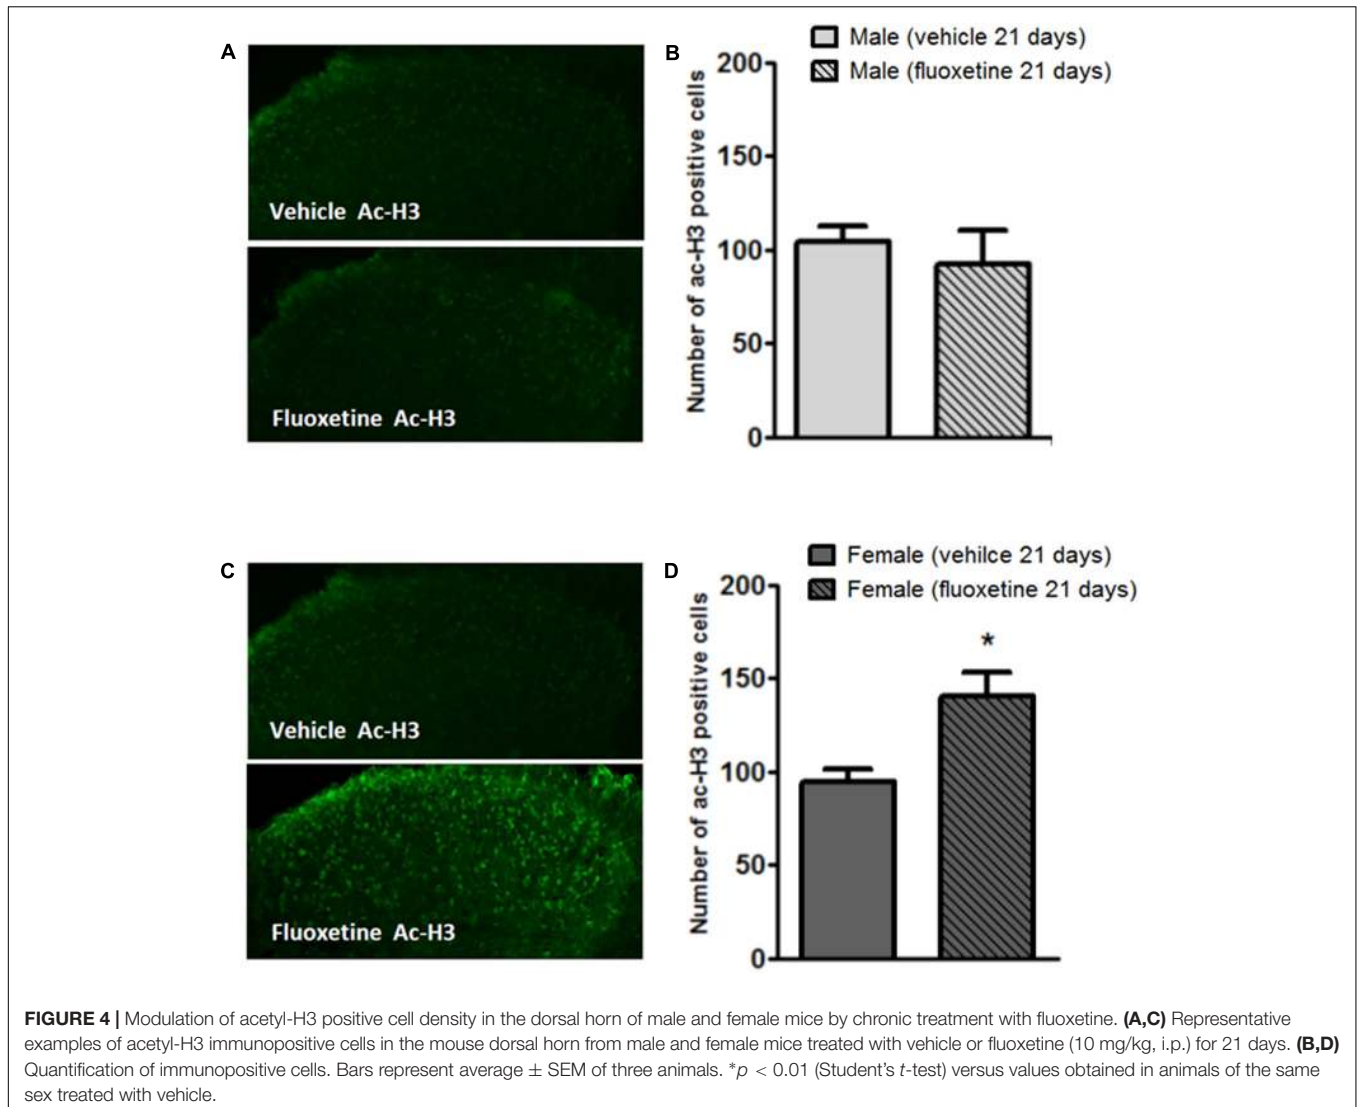 A
Vehicle Ac-H3
Fluoxetine Ac-H3
B
Male (vehicle 21 days)
Male (fluoxetine 21 days)
Number of ac-H3 positive cells
200
150
100
50
0
C
Vehicle Ac-H3
Fluoxetine Ac-H3
D
Female (vehilce 21 days)
Female (fluoxetine 21 days)
Number of ac-H3 positive cells
200
150
100
50
0
*
FIGURE 4 | Modulation of acetyl-H3 positive cell density in the dorsal horn of male and female mice by chronic treatment with fluoxetine. (A,C) Representative
examples of acetyl-H3 immunopositive cells in the mouse dorsal horn from male and female mice treated with vehicle or fluoxetine (10 mg/kg, i.p.) for 21 days. (B,D)
Quantification of immunopositive cells. Bars represent average ± SEM of three animals. *p < 0.01 (Student's t-test) versus values obtained in animals of the same
sex treated with vehicle.